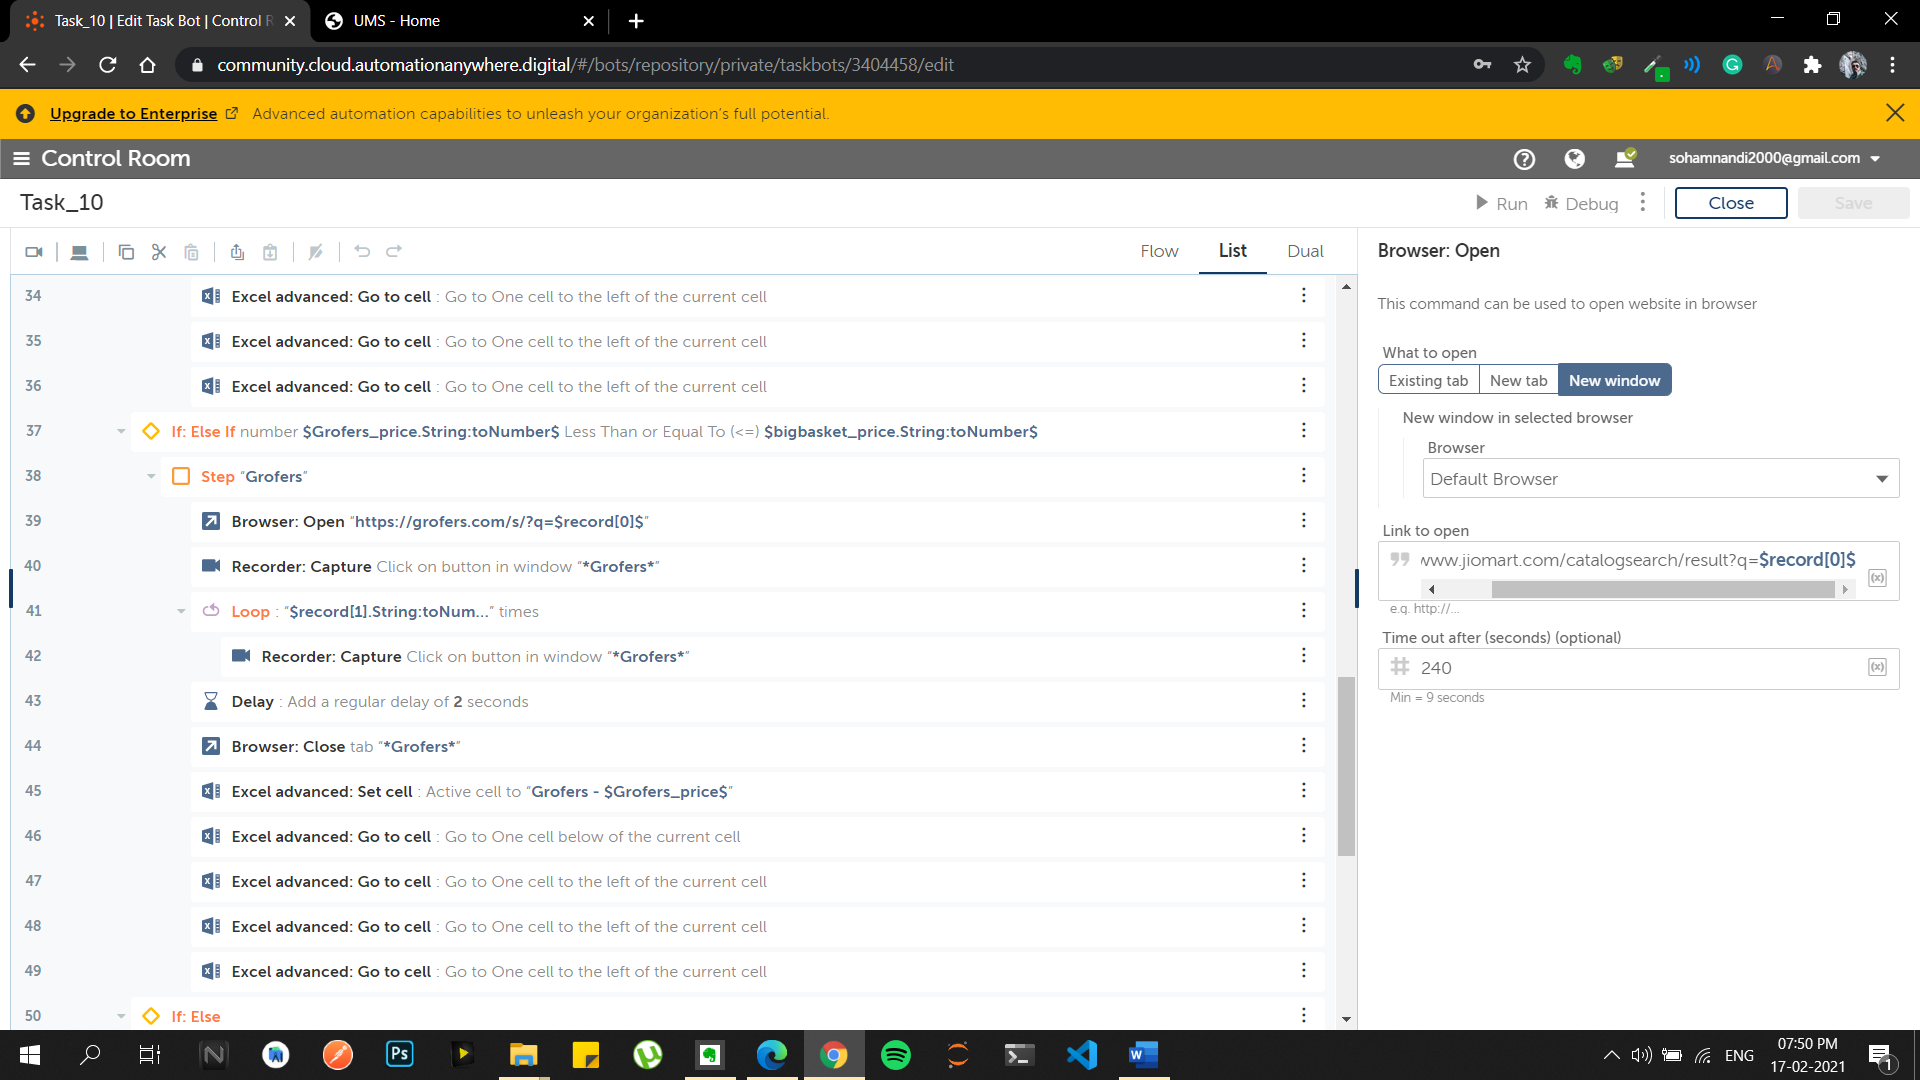 Task_10 | Edit Task Bot | Control R
UMS - Home
community.cloud.automationanywhere.digital/#/bots/repository/private/taskbots/3404458/edit
Upgrade to Enterprise Advanced automation capabilities to unleash your organization's full potential.
Control Room
sohamnandi2000@gmail.com
Task_10
Run
Debug
Close
Save
Flow
List
Dual
34 Excel advanced: Go to cell : Go to One cell to the left of the current cell
35 Excel advanced: Go to cell : Go to One cell to the left of the current cell
36 Excel advanced: Go to cell : Go to One cell to the left of the current cell
37 If: Else If number $Grofers_price.String:toNumber$ Less Than or Equal To (<=) $bigbasket_price.String:toNumber$
38 Step "Grofers"
39 Browser: Open "https://grofers.com/s/?q=$record[0]$"
40 Recorder: Capture Click on button in window "*Grofers*"
41 Loop : "$record[1].String:toNum..." times
42 Recorder: Capture Click on button in window "*Grofers*"
43 Delay : Add a regular delay of 2 seconds
44 Browser: Close tab "*Grofers*"
45 Excel advanced: Set cell : Active cell to "Grofers - $Grofers_price$"
46 Excel advanced: Go to cell : Go to One cell below of the current cell
47 Excel advanced: Go to cell : Go to One cell to the left of the current cell
48 Excel advanced: Go to cell : Go to One cell to the left of the current cell
49 Excel advanced: Go to cell : Go to One cell to the left of the current cell
50 If: Else
Browser: Open
This command can be used to open website in browser
What to open
Existing tab
New tab
New window
New window in selected browser
Browser
Default Browser
Link to open
www.jiomart.com/catalogsearch/result?q=$record[0]$
(x)
e.g. http://...
Time out after (seconds) (optional)
# 240
(x)
Min = 9 seconds
Ps
ENG
07:50 PM
17-02-2021
1